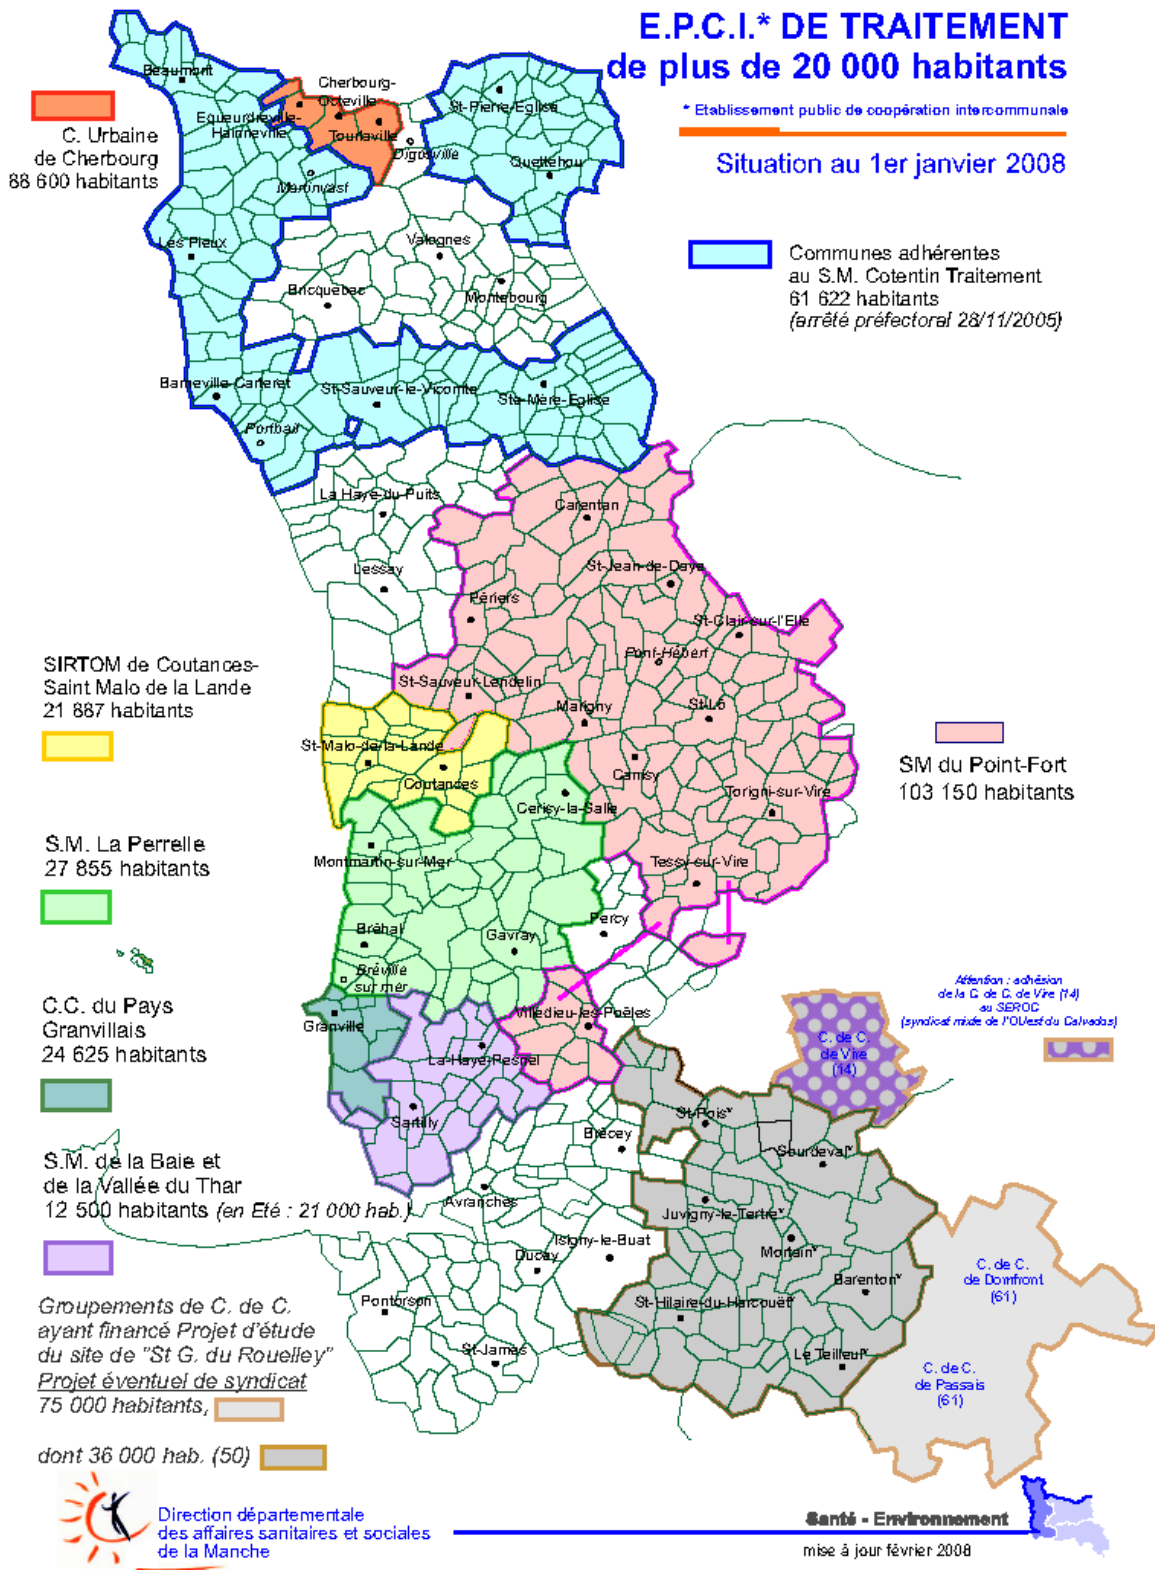 E.P.C.I.* DE TRAITEMENT
de plus de 20 000 habitants
* Etablissement public de coopération intercommunale
Situation au 1er janvier 2008
C. Urbaine
de Cherbourg
88 600 habitants
Communes adhérentes
au S.M. Cotentin Traitement
61 622 habitants
(arrêté préfectoral 28/11/2005)
Beaumont
Cherbourg-
Octeville
Equeurdreville-
Hainneville
Tourlaville
Digosville
Martinvast
St-Pierre-Eglise
Quettehou
Les Pieux
Valognes
Bricquebec
Montebourg
Barneville-Carteret
St-Sauveur-le-Vicomte
Ste-Mère-Eglise
Portbail
La Haye-du-Puits
Carentan
Lessay
St-Jean-de-Daye
Périers
St-Clair-sur-l'Elle
Pont-Hébert
SIRTOM de Coutances-
Saint Malo de la Lande
21 887 habitants
St-Sauveur-Lendelin
Marigny
St-Lô
St-Malo-de-la-Lande
Coutances
Canisy
Cerisy-la-Salle
Torigni-sur-Vire
SM du Point-Fort
103 150 habitants
S.M. La Perrelle
27 855 habitants
Montmartin-sur-Mer
Tessy-sur-Vire
Percy
Bréhal
Gavray
Bréville
sur mer
C.C. du Pays
Granvillais
24 625 habitants
Granville
Villedieu-les-Poêles
La-Haye-Pesnel
Attention : adhésion
de la C. de C. de Vire (14)
au SEROC
(syndicat mixte de l'OUest du Calvados)
C. de C.
de Vire
(14)
Sartilly
St-Pois*
Brécey
Sourdeval*
S.M. de la Baie et
de la Vallée du Thar
12 500 habitants (en Eté : 21 000 hab.)
Avranches
Juvigny-le-Tertre*
Isigny-le-Buat
Mortain*
Ducey
Barenton*
C. de C.
de Domfront
(61)
Pontorson
St-Hilaire-du-Harcouët*
St-James
Le Teilleul*
C. de C.
de Passais
(61)
Groupements de C. de C.
ayant financé Projet d'étude
du site de "St G. du Rouelley"
Projet éventuel de syndicat
75 000 habitants,
dont 36 000 hab. (50)
Direction départementale
des affaires sanitaires et sociales
de la Manche
Santé - Environnement
mise à jour février 2008